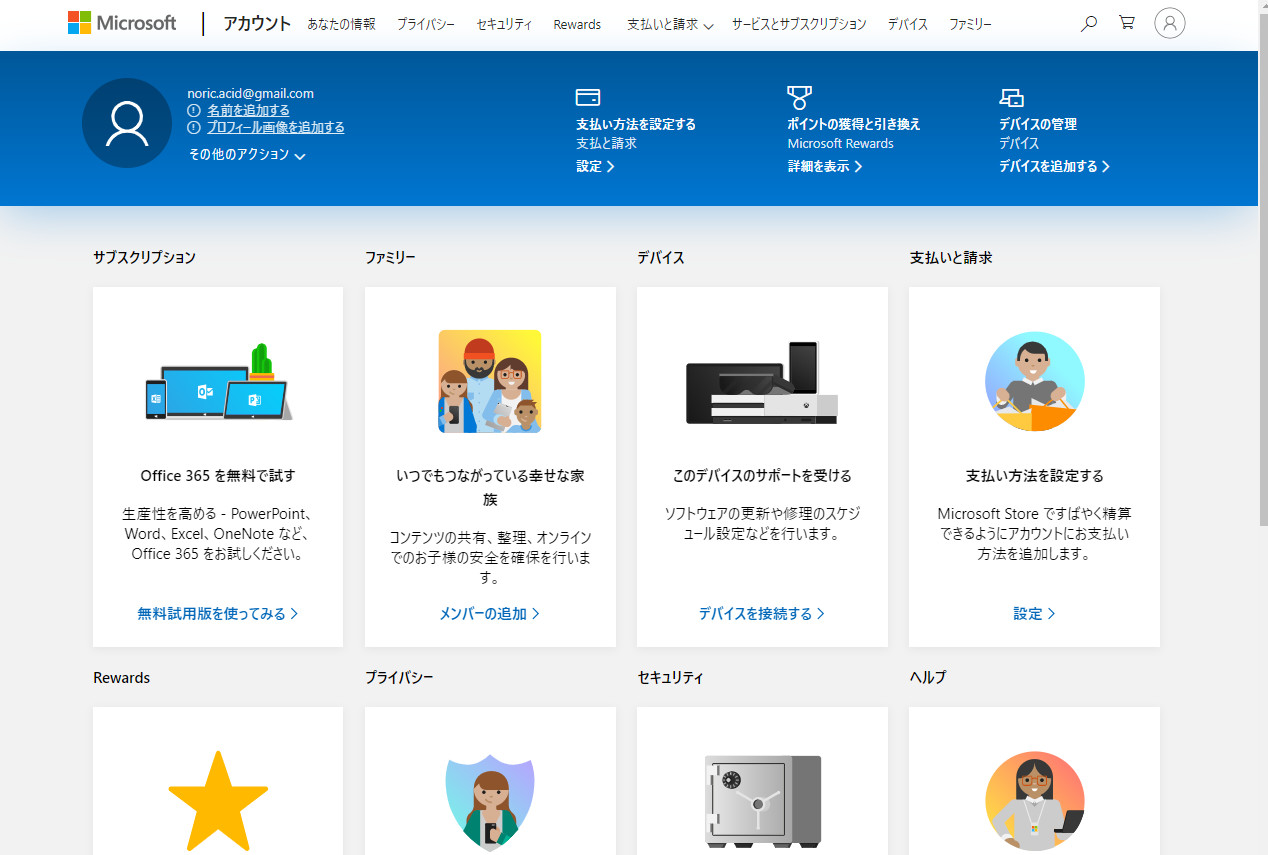 Microsoft
アカウント
あなたの情報
プライバシー
セキュリティ
Rewards
支払いと請求
サービスとサブスクリプション
デバイス
ファミリー
noric.acid@gmail.com
名前を追加する
プロフィール画像を追加する
その他のアクション
支払い方法を設定する
支払と請求
設定
ポイントの獲得と引き換え
Microsoft Rewards
詳細を表示
デバイスの管理
デバイス
デバイスを追加する
サブスクリプション
Office 365 を無料で試す
生産性を高める - PowerPoint、
Word、Excel、OneNote など、
Office 365 をお試しください。
無料試用版を使ってみる
ファミリー
いつでもつながっている幸せな家
族
コンテンツの共有、整理、オンライン
でのお子様の安全を確保を行いま
す。
メンバーの追加
デバイス
このデバイスのサポートを受ける
ソフトウェアの更新や修理のスケジ
ュール設定などを行います。
デバイスを接続する
支払いと請求
支払い方法を設定する
Microsoft Store ですばやく精算
できるようにアカウントにお支払い
方法を追加します。
設定
Rewards
プライバシー
セキュリティ
ヘルプ